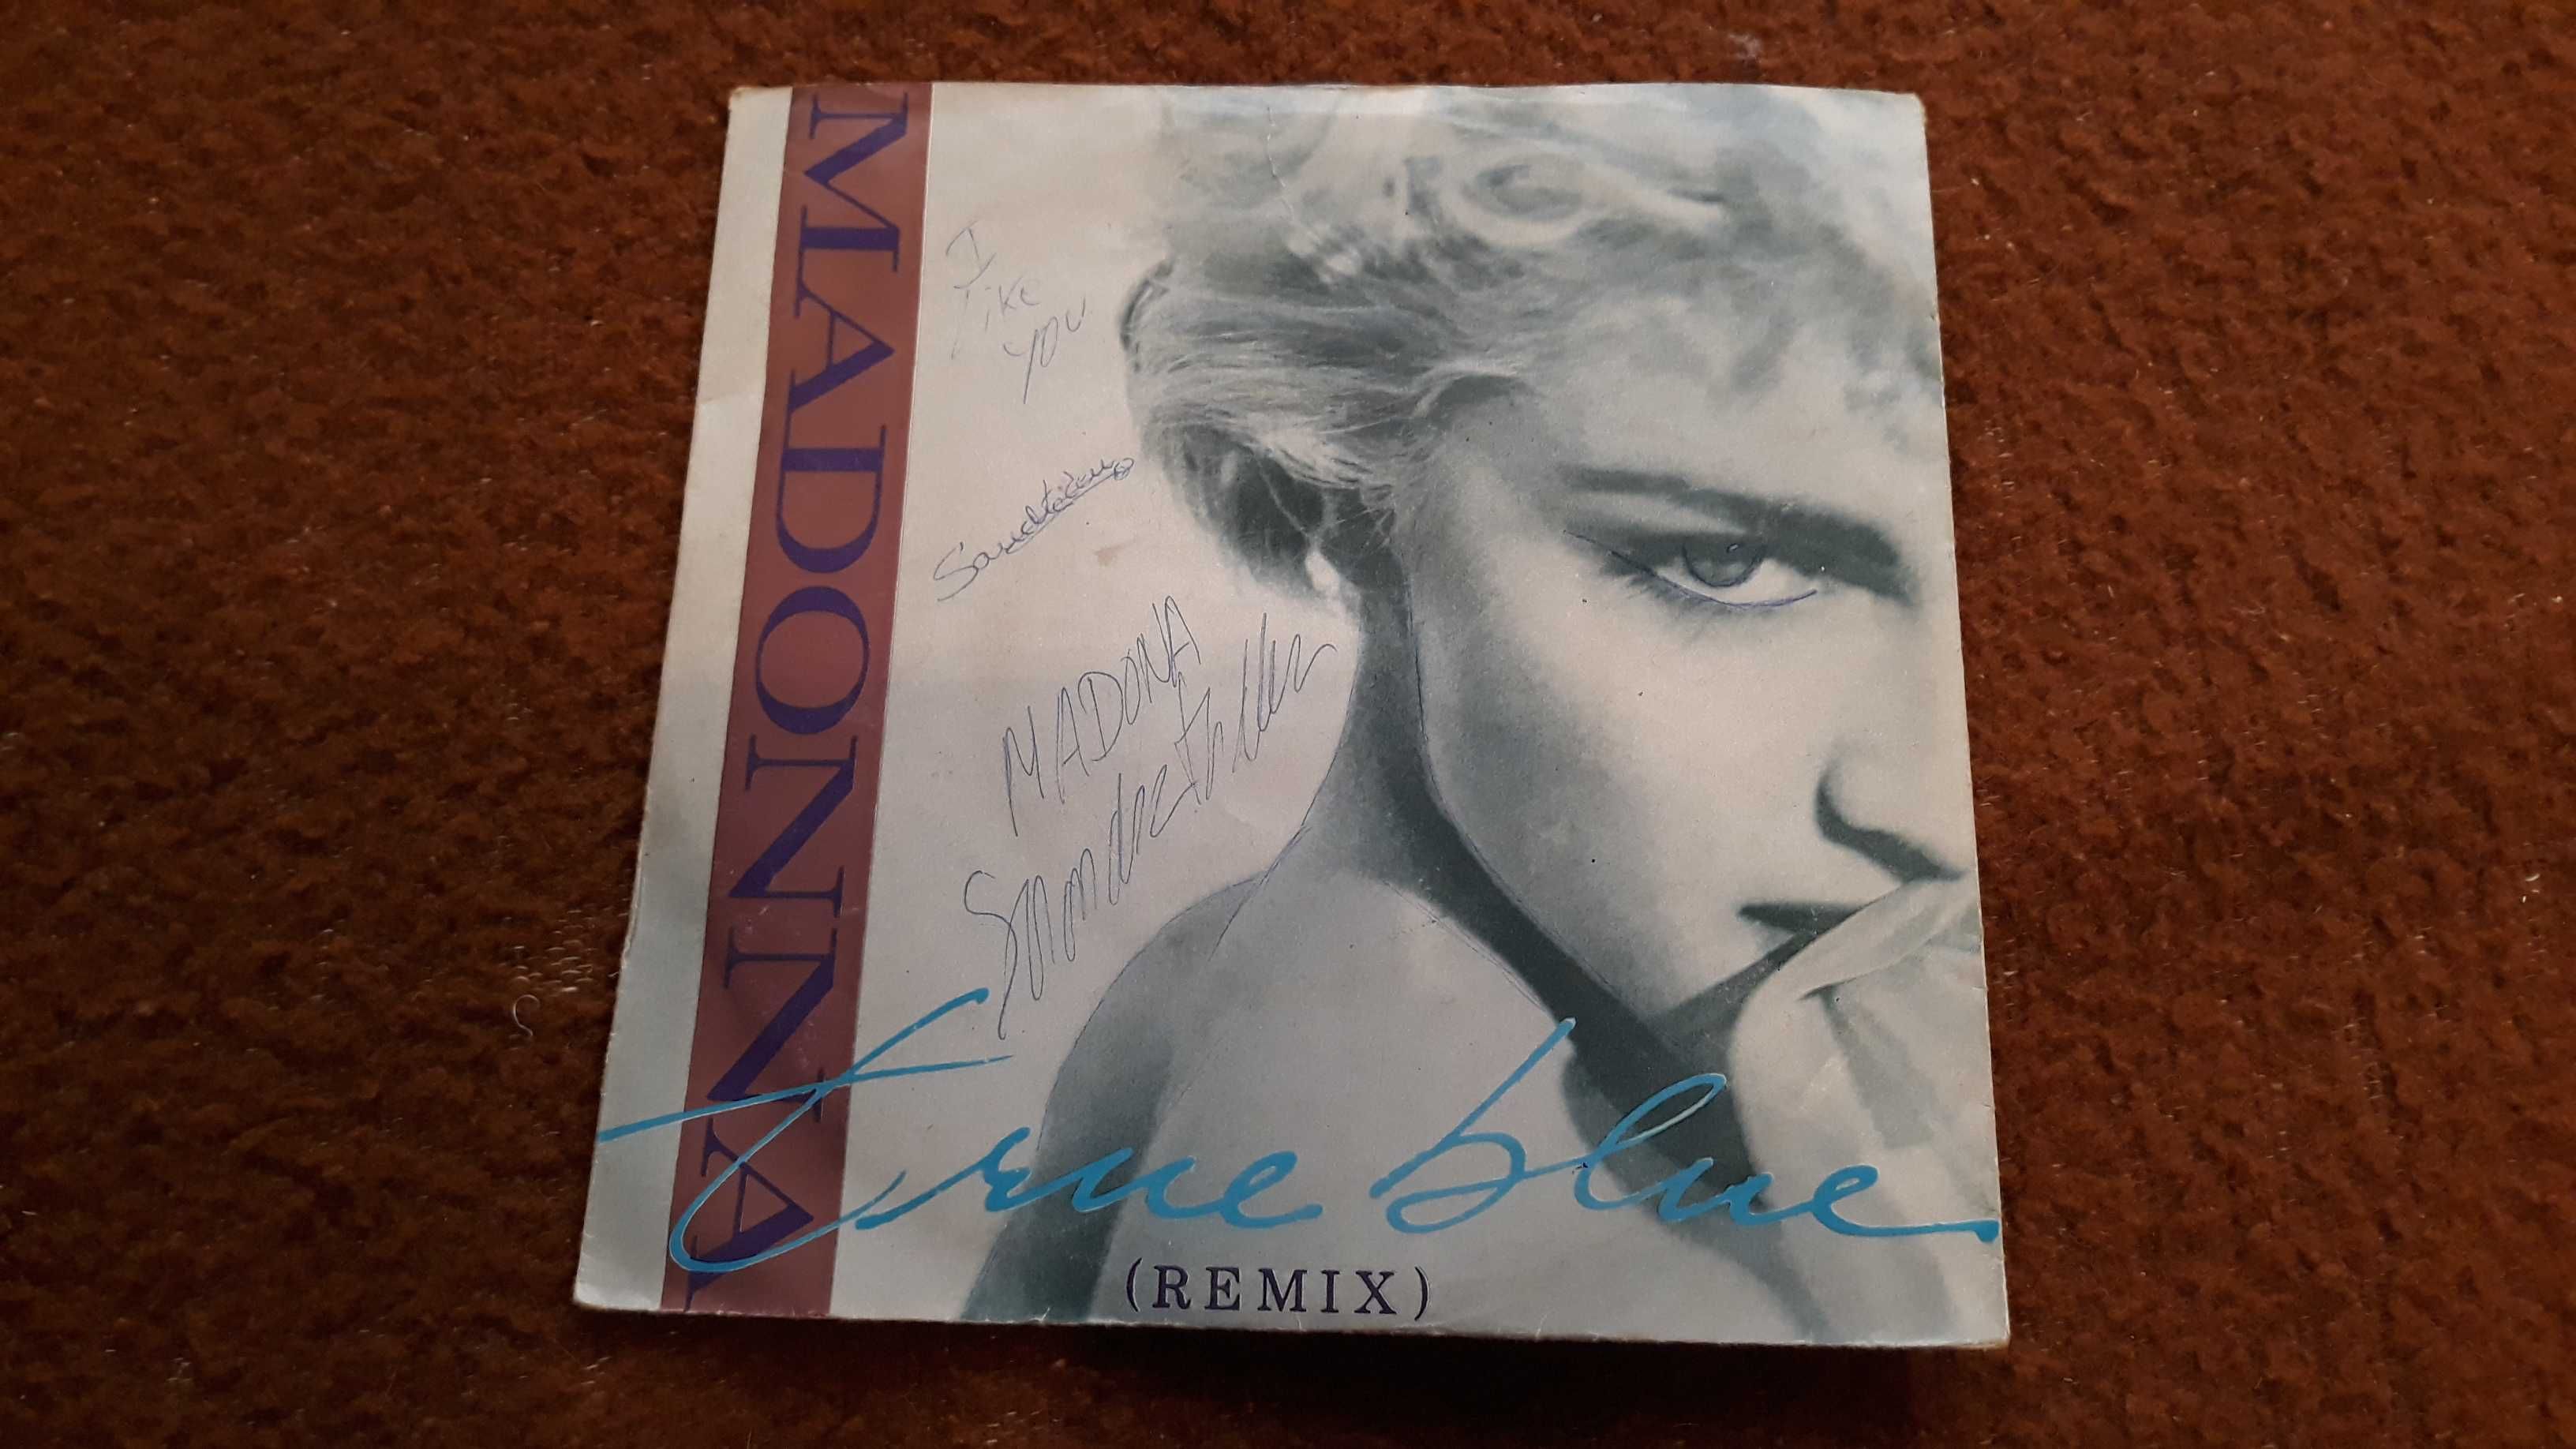 MADONNA
I
like
you
MADONA
true blue
(REMIX)